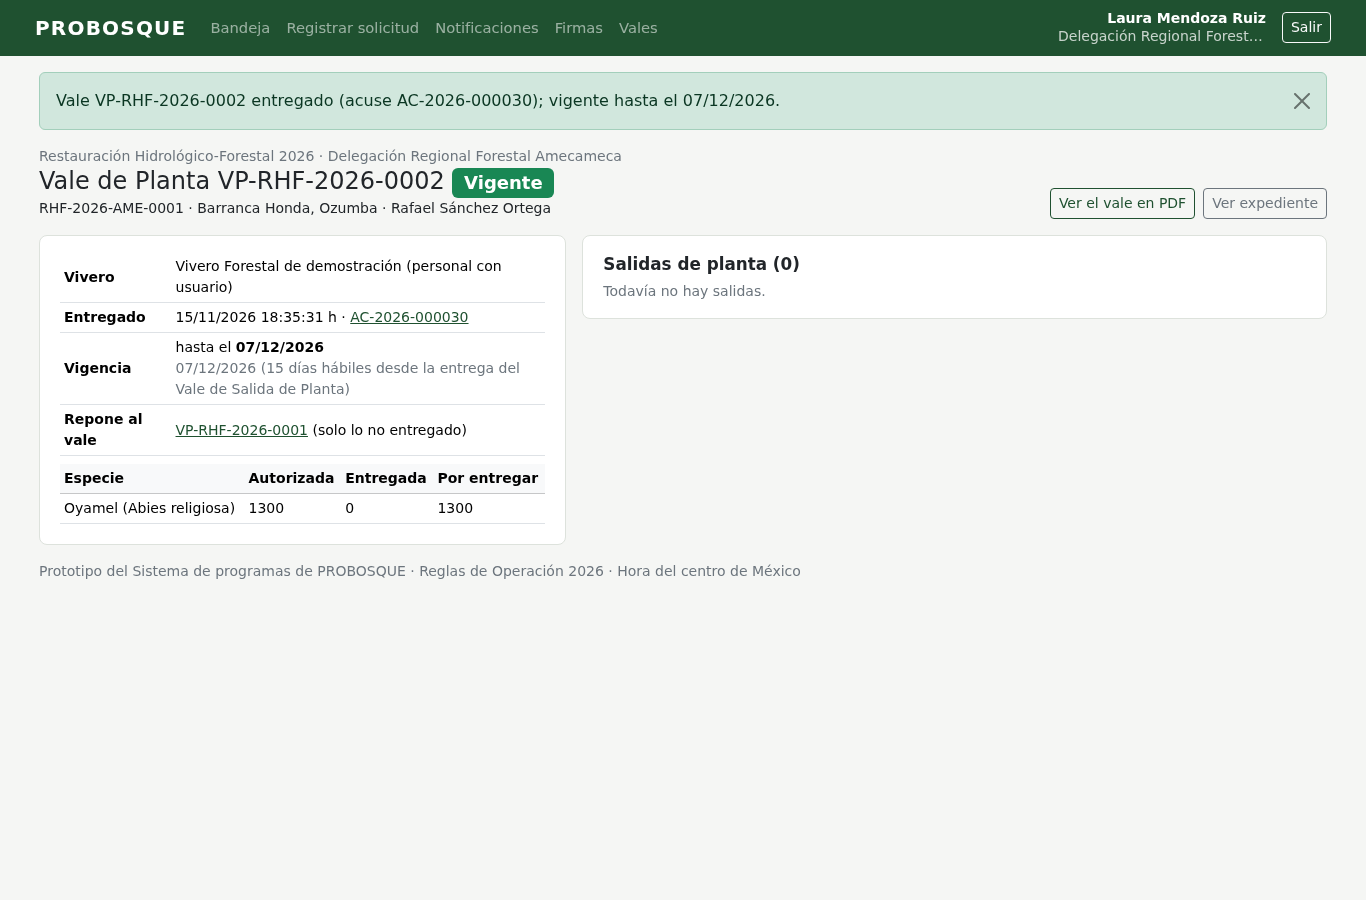 PROBOSQUE Bandeja Registrar solicitud Notificaciones Firmas Vales
Laura Mendoza Ruiz
Delegación Regional Forest...
Salir
Vale VP-RHF-2026-0002 entregado (acuse AC-2026-000030); vigente hasta el 07/12/2026.
Restauración Hidrológico-Forestal 2026 · Delegación Regional Forestal Amecameca
Vale de Planta VP-RHF-2026-0002 Vigente
RHF-2026-AME-0001 · Barranca Honda, Ozumba · Rafael Sánchez Ortega
Ver el vale en PDF Ver expediente
Vivero Vivero Forestal de demostración (personal con
usuario)
Entregado 15/11/2026 18:35:31 h · AC-2026-000030
Vigencia hasta el 07/12/2026
07/12/2026 (15 días hábiles desde la entrega del
Vale de Salida de Planta)
Repone al
vale VP-RHF-2026-0001 (solo lo no entregado)
Especie Autorizada Entregada Por entregar
Oyamel (Abies religiosa) 1300 0 1300
Salidas de planta (0)
Todavía no hay salidas.
Prototipo del Sistema de programas de PROBOSQUE · Reglas de Operación 2026 · Hora del centro de México